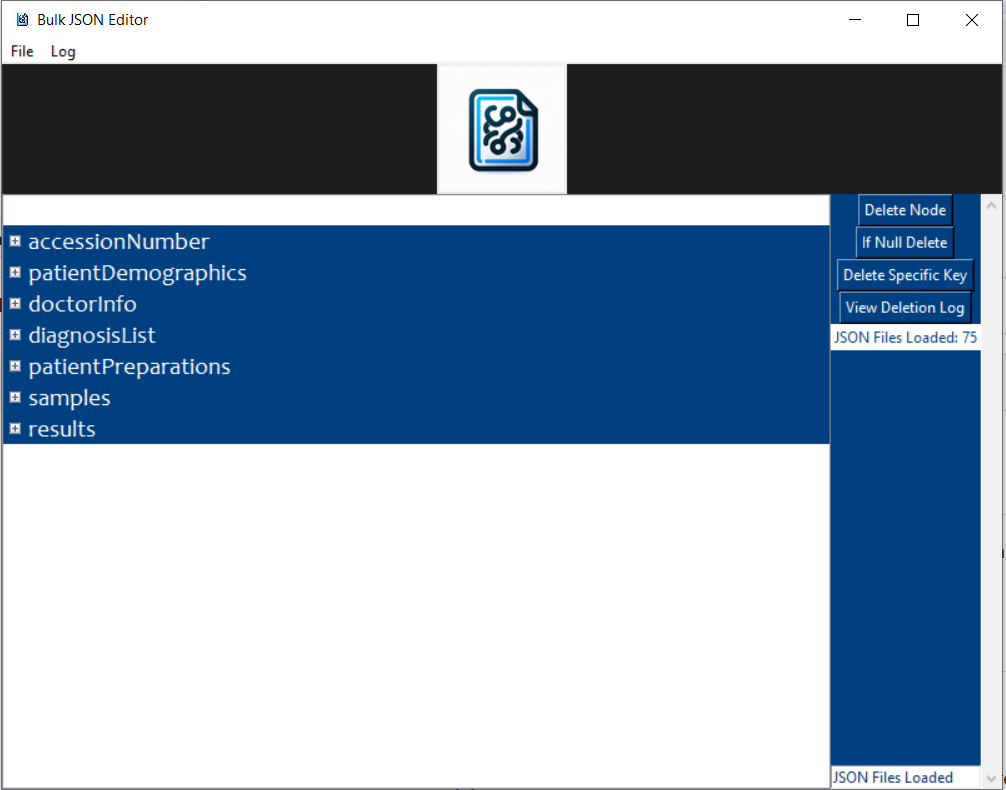 Bulk JSON Editor
File Log
Delete Node
accessionNumber
If Null Delete
patientDemographics
Delete Specific Key
doctorInfo
View Deletion Log
diagnosisList
JSON Files Loaded: 75
patientPreparations
samples
results
JSON Files Loaded